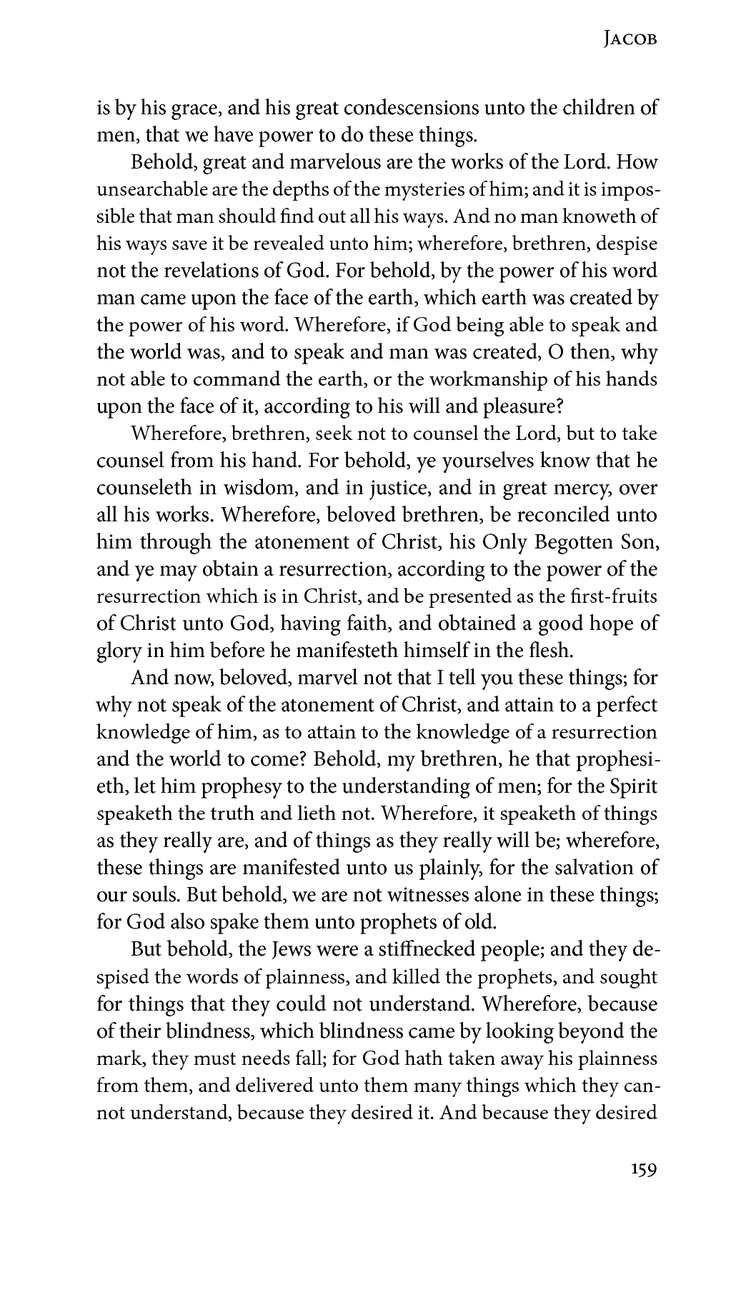 Jacob
is by his grace, and his great condescensions unto the children of
men, that we have power to do these things.
Behold, great and marvelous are the works of the Lord. How
unsearchable are the depths of the mysteries of him; and it is impos-
sible that man should find out all his ways. And no man knoweth of
his ways save it be revealed unto him; wherefore, brethren, despise
not the revelations of God. For behold, by the power of his word
man came upon the face of the earth, which earth was created by
the power of his word. Wherefore, if God being able to speak and
the world was, and to speak and man was created, O then, why
not able to command the earth, or the workmanship of his hands
upon the face of it, according to his will and pleasure?
Wherefore, brethren, seek not to counsel the Lord, but to take
counsel from his hand. For behold, ye yourselves know that he
counseleth in wisdom, and in justice, and in great mercy, over
all his works. Wherefore, beloved brethren, be reconciled unto
him through the atonement of Christ, his Only Begotten Son,
and ye may obtain a resurrection, according to the power of the
resurrection which is in Christ, and be presented as the first-fruits
of Christ unto God, having faith, and obtained a good hope of
glory in him before he manifesteth himself in the flesh.
And now, beloved, marvel not that I tell you these things; for
why not speak of the atonement of Christ, and attain to a perfect
knowledge of him, as to attain to the knowledge of a resurrection
and the world to come? Behold, my brethren, he that prophesi-
eth, let him prophesy to the understanding of men; for the Spirit
speaketh the truth and lieth not. Wherefore, it speaketh of things
as they really are, and of things as they really will be; wherefore,
these things are manifested unto us plainly, for the salvation of
our souls. But behold, we are not witnesses alone in these things;
for God also spake them unto prophets of old.
But behold, the Jews were a stiffnecked people; and they de-
spised the words of plainness, and killed the prophets, and sought
for things that they could not understand. Wherefore, because
of their blindness, which blindness came by looking beyond the
mark, they must needs fall; for God hath taken away his plainness
from them, and delivered unto them many things which they can-
not understand, because they desired it. And because they desired
159